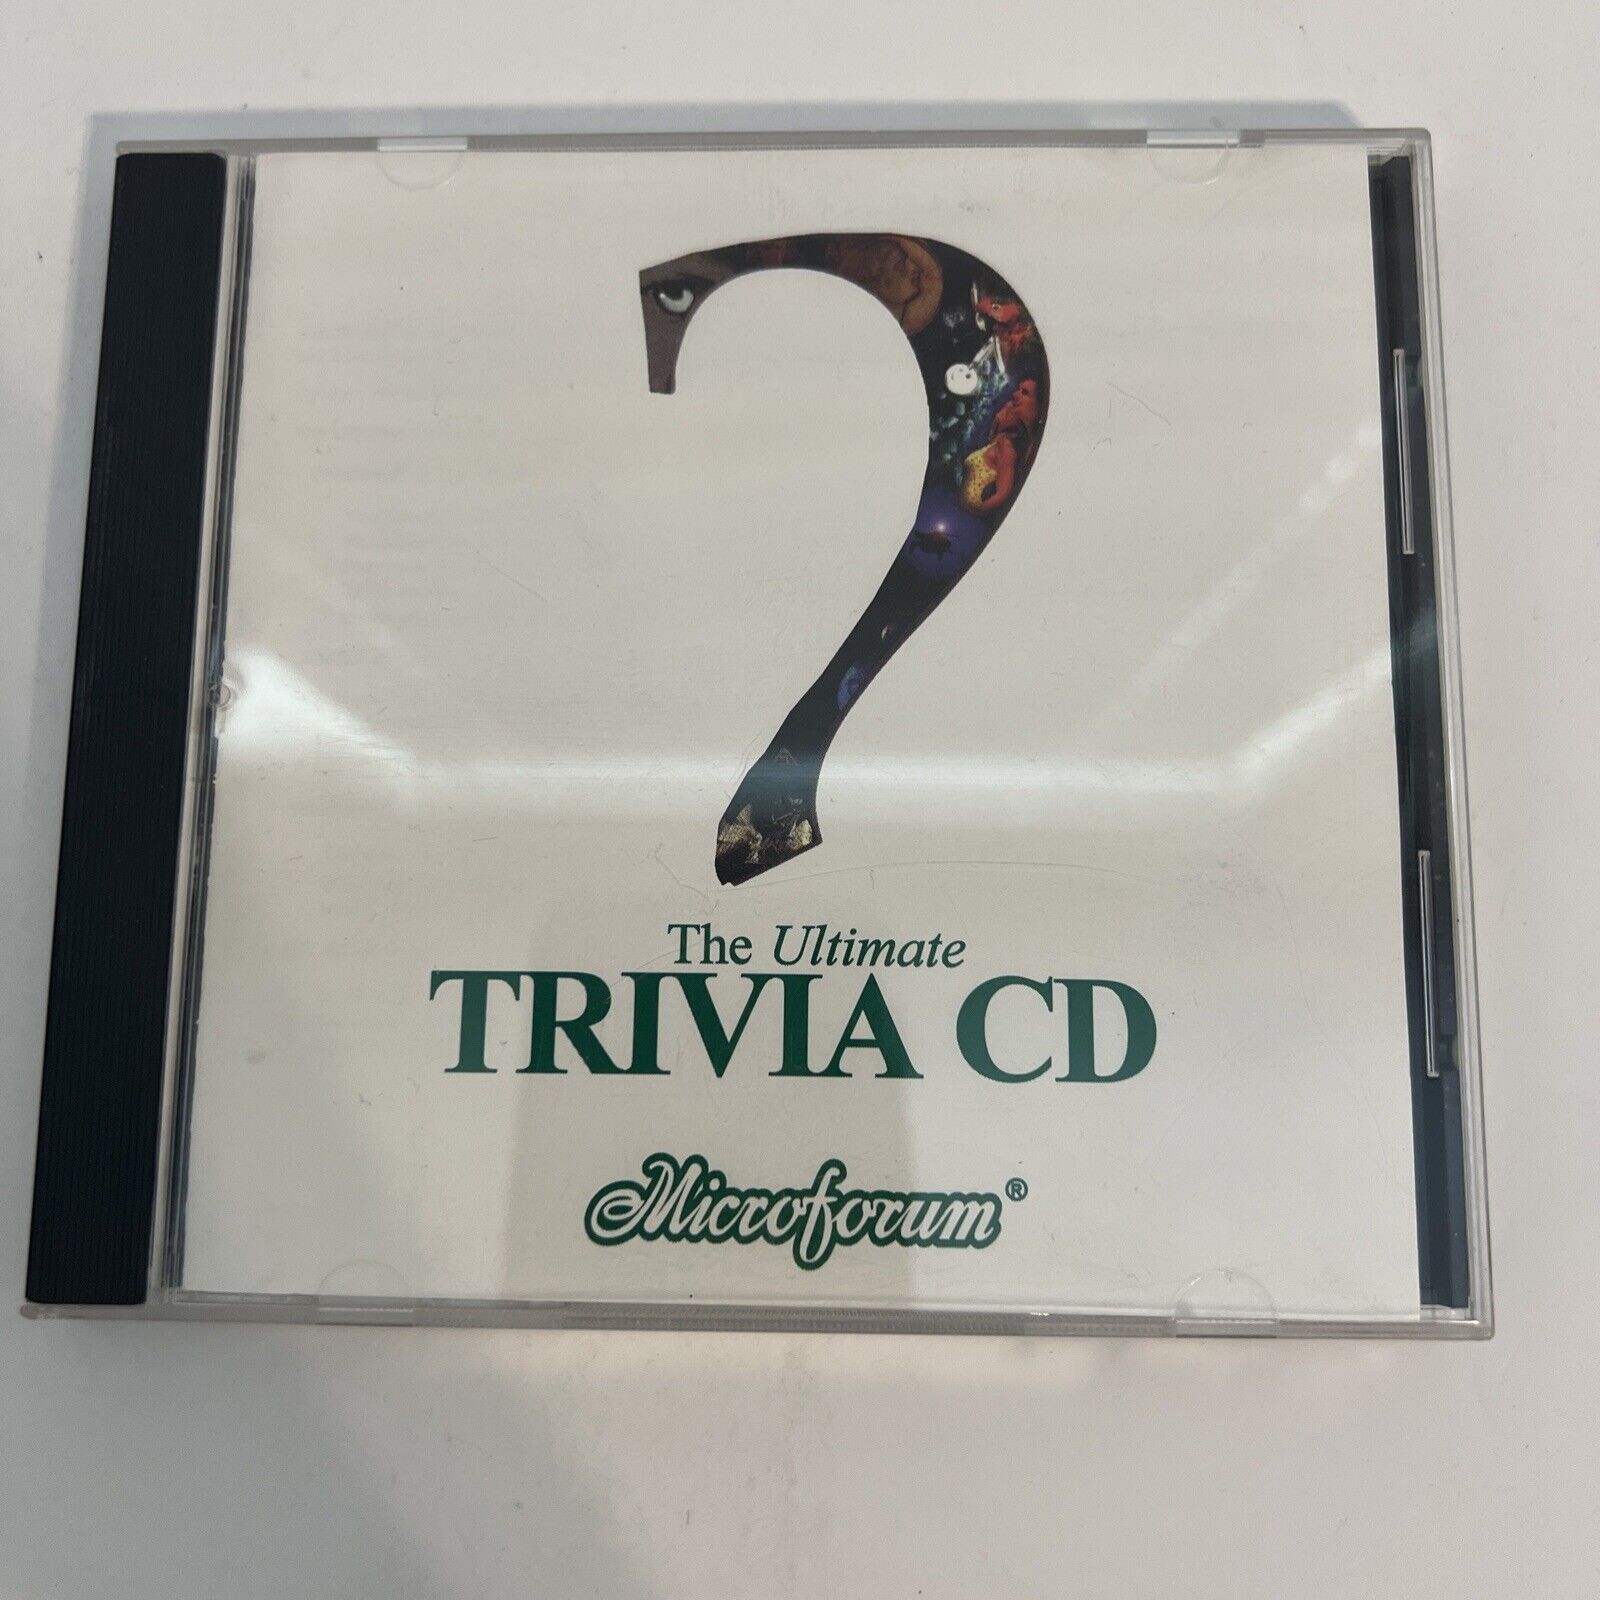 ?
The Ultimate
TRIVIA CD
Microforum®